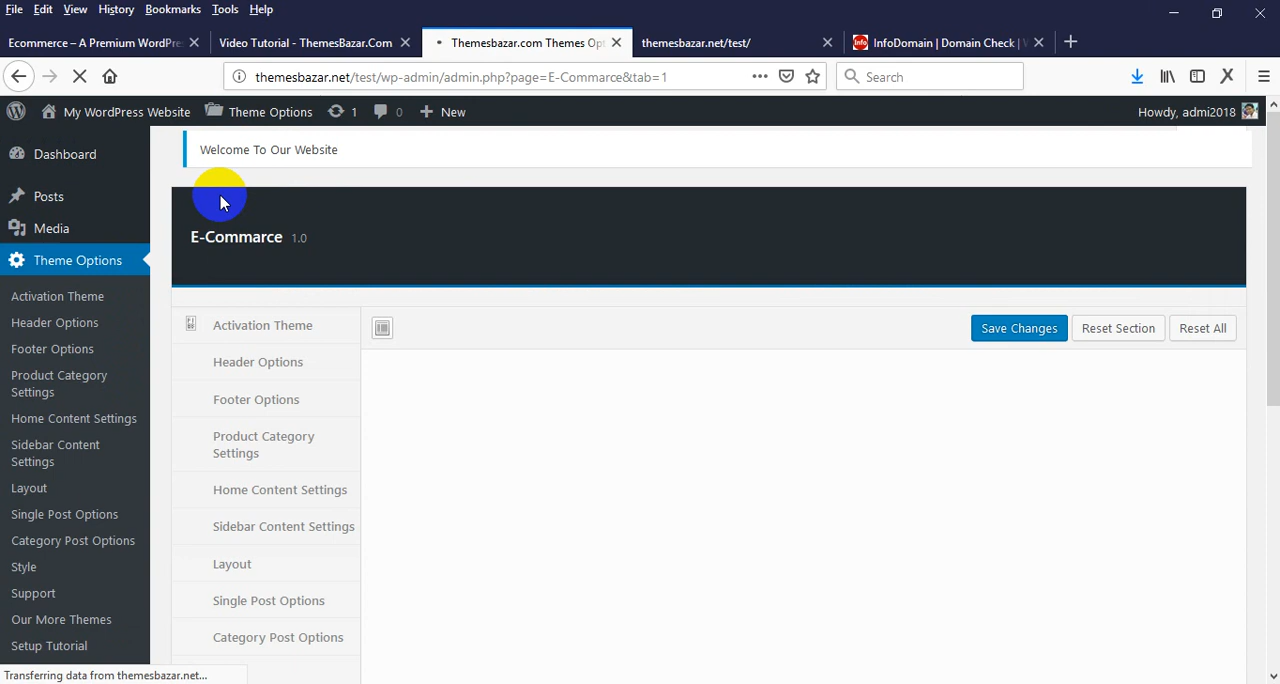 File Edit View History Bookmarks Tools Help
Ecommerce – A Premium WordPre
Video Tutorial - ThemesBazar.Com
Themesbazar.com Themes Opt
themesbazar.net/test/
InfoDomain | Domain Check |
themesbazar.net/test/wp-admin/admin.php?page=E-Commerce&tab=1
Search
My WordPress Website
Theme Options
1
0
New
Howdy, admi2018
Dashboard
Posts
Media
Theme Options
Activation Theme
Header Options
Footer Options
Product Category
Settings
Home Content Settings
Sidebar Content
Settings
Layout
Single Post Options
Category Post Options
Style
Support
Our More Themes
Setup Tutorial
Welcome To Our Website
E-Commarce 1.0
Activation Theme
Header Options
Footer Options
Product Category
Settings
Home Content Settings
Sidebar Content Settings
Layout
Single Post Options
Category Post Options
Save Changes
Reset Section
Reset All
Transferring data from themesbazar.net...